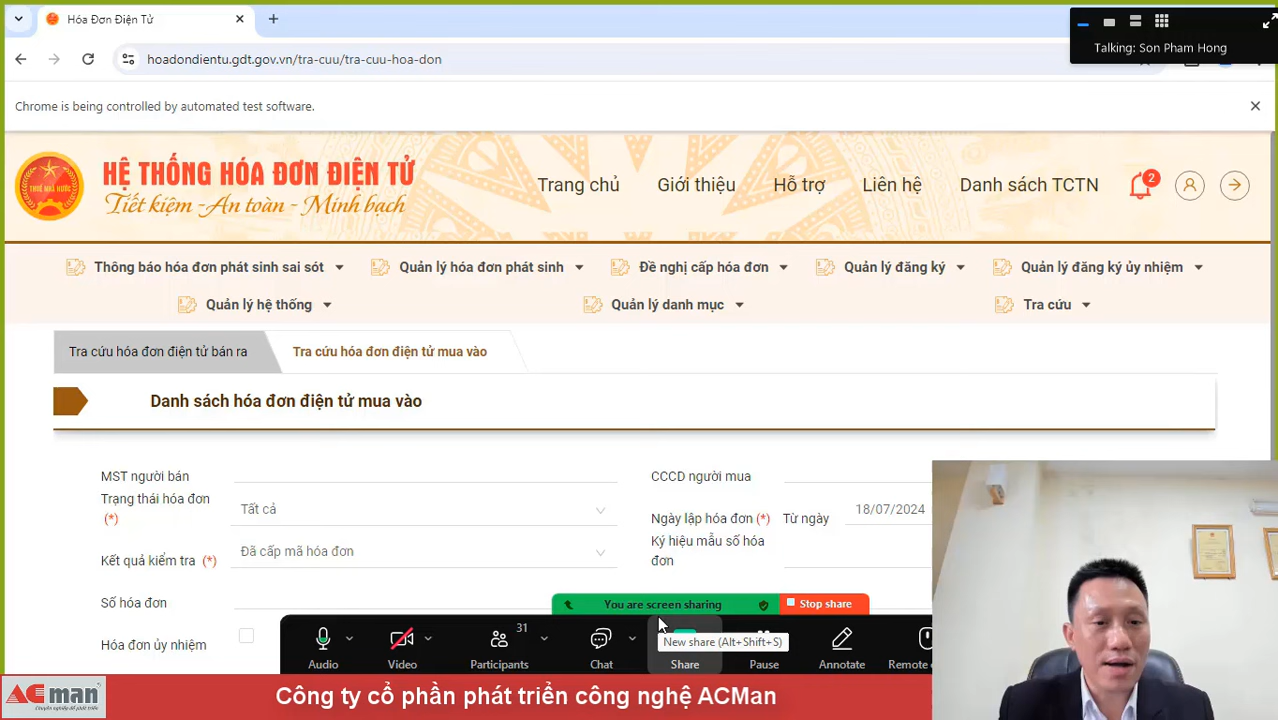 Hóa Đơn Điện Tử
Talking: Son Pham Hong
hoadondientu.gdt.gov.vn/tra-cuu/tra-cuu-hoa-don
Chrome is being controlled by automated test software.
THUẾ NHÀ NƯỚC
HỆ THỐNG HÓA ĐƠN ĐIỆN TỬ
Tiết kiệm -An toàn - Minh bạch
Trang chủ Giới thiệu Hỗ trợ Liên hệ Danh sách TCTN 2
Thông báo hóa đơn phát sinh sai sót Quản lý hóa đơn phát sinh Đề nghị cấp hóa đơn Quản lý đăng ký Quản lý đăng ký ủy nhiệm
Quản lý hệ thống Quản lý danh mục Tra cứu
Tra cứu hóa đơn điện tử bán ra Tra cứu hóa đơn điện tử mua vào
Danh sách hóa đơn điện tử mua vào
MST người bán CCCD người mua
Trạng thái hóa đơn (*) Tất cả
Ngày lập hóa đơn (*) Từ ngày 18/07/2024
Kết quả kiểm tra (*) Đã cấp mã hóa đơn
Ký hiệu mẫu số hóa đơn
Số hóa đơn
You are screen sharing Stop share
Hóa đơn ủy nhiệm
31
New share (Alt+Shift+S)
Audio Video Participants Chat Share Pause Annotate Remote
ACman
Chuyên nghiệp để phát triển
Công ty cổ phần phát triển công nghệ ACMan